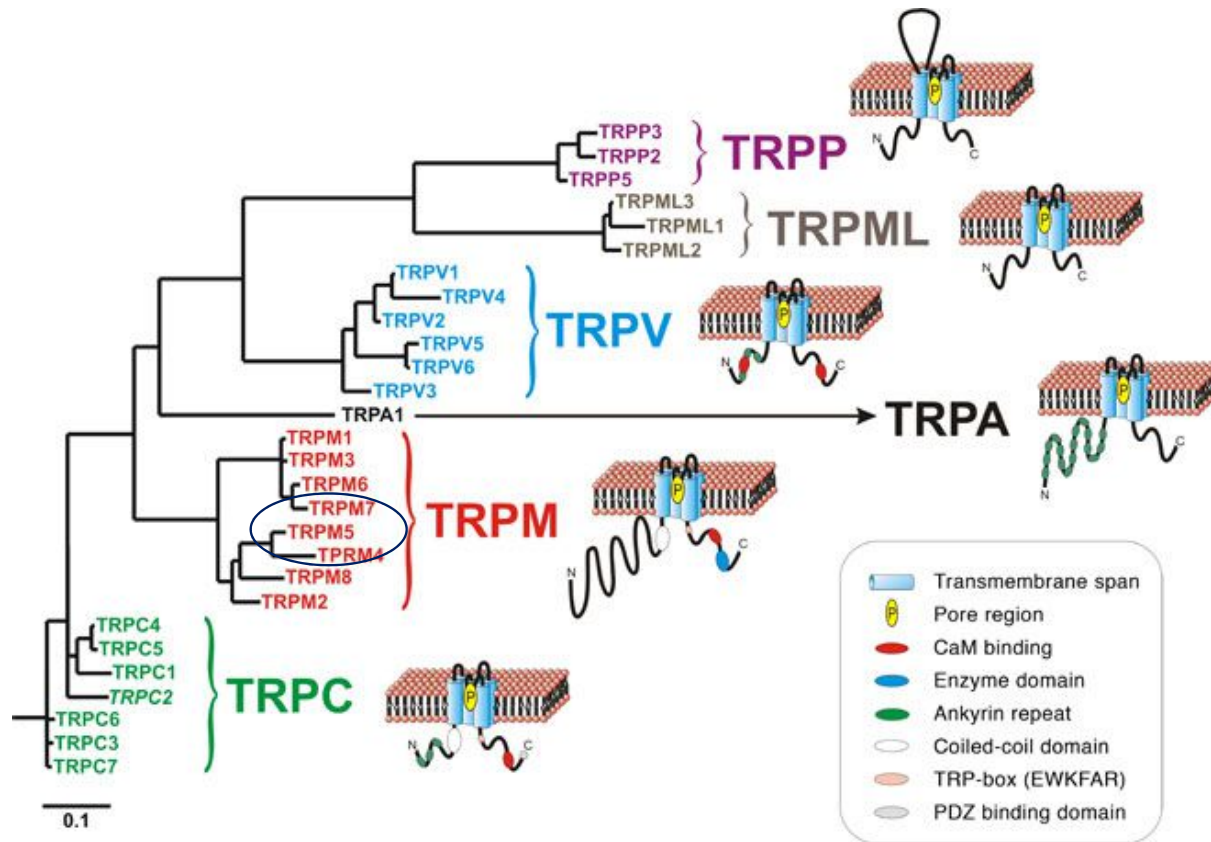 TRPP3
TRPP2
TRPP5
TRPP
P
N
C
TRPML3
TRPML1
TRPML2
TRPML
P
N
C
TRPV1
TRPV4
TRPV2
TRPV5
TRPV6
TRPV3
TRPV
P
N
C
TRPA1
TRPA
P
N
C
TRPM1
TRPM3
TRPM6
TRPM7
TRPM5
TPRM4
TRPM8
TRPM2
TRPM
P
N
C
TRPC4
TRPC5
TRPC1
TRPC2
TRPC6
TRPC3
TRPC7
TRPC
P
N
C
0.1
Transmembrane span
P Pore region
CaM binding
Enzyme domain
Ankyrin repeat
Coiled-coil domain
TRP-box (EWKFAR)
PDZ binding domain